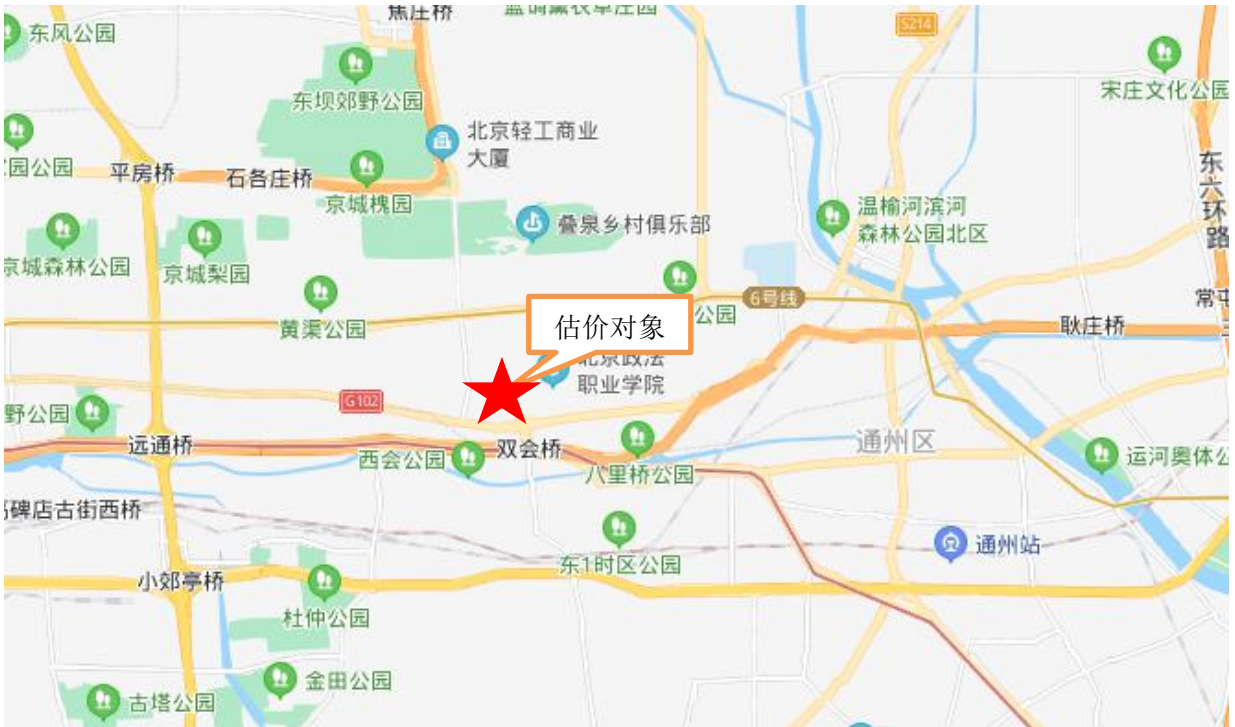 焦庄桥
东风公园
S214
东坝郊野公园
宋庄文化公园
北京轻工商业
大厦
园公园
平房桥
石各庄桥
京城槐园
东六环路
温榆河滨河
森林公园北区
叠泉乡村俱乐部
京城森林公园
京城梨园
6号线
常屯
黄渠公园
公园
估价对象
耿庄桥
北京政法
职业学院
G102
野公园
远通桥
西会公园
双会桥
八里桥公园
通州区
运河奥体公
碑店古街西桥
通州站
东1时区公园
小郊亭桥
杜仲公园
金田公园
古塔公园